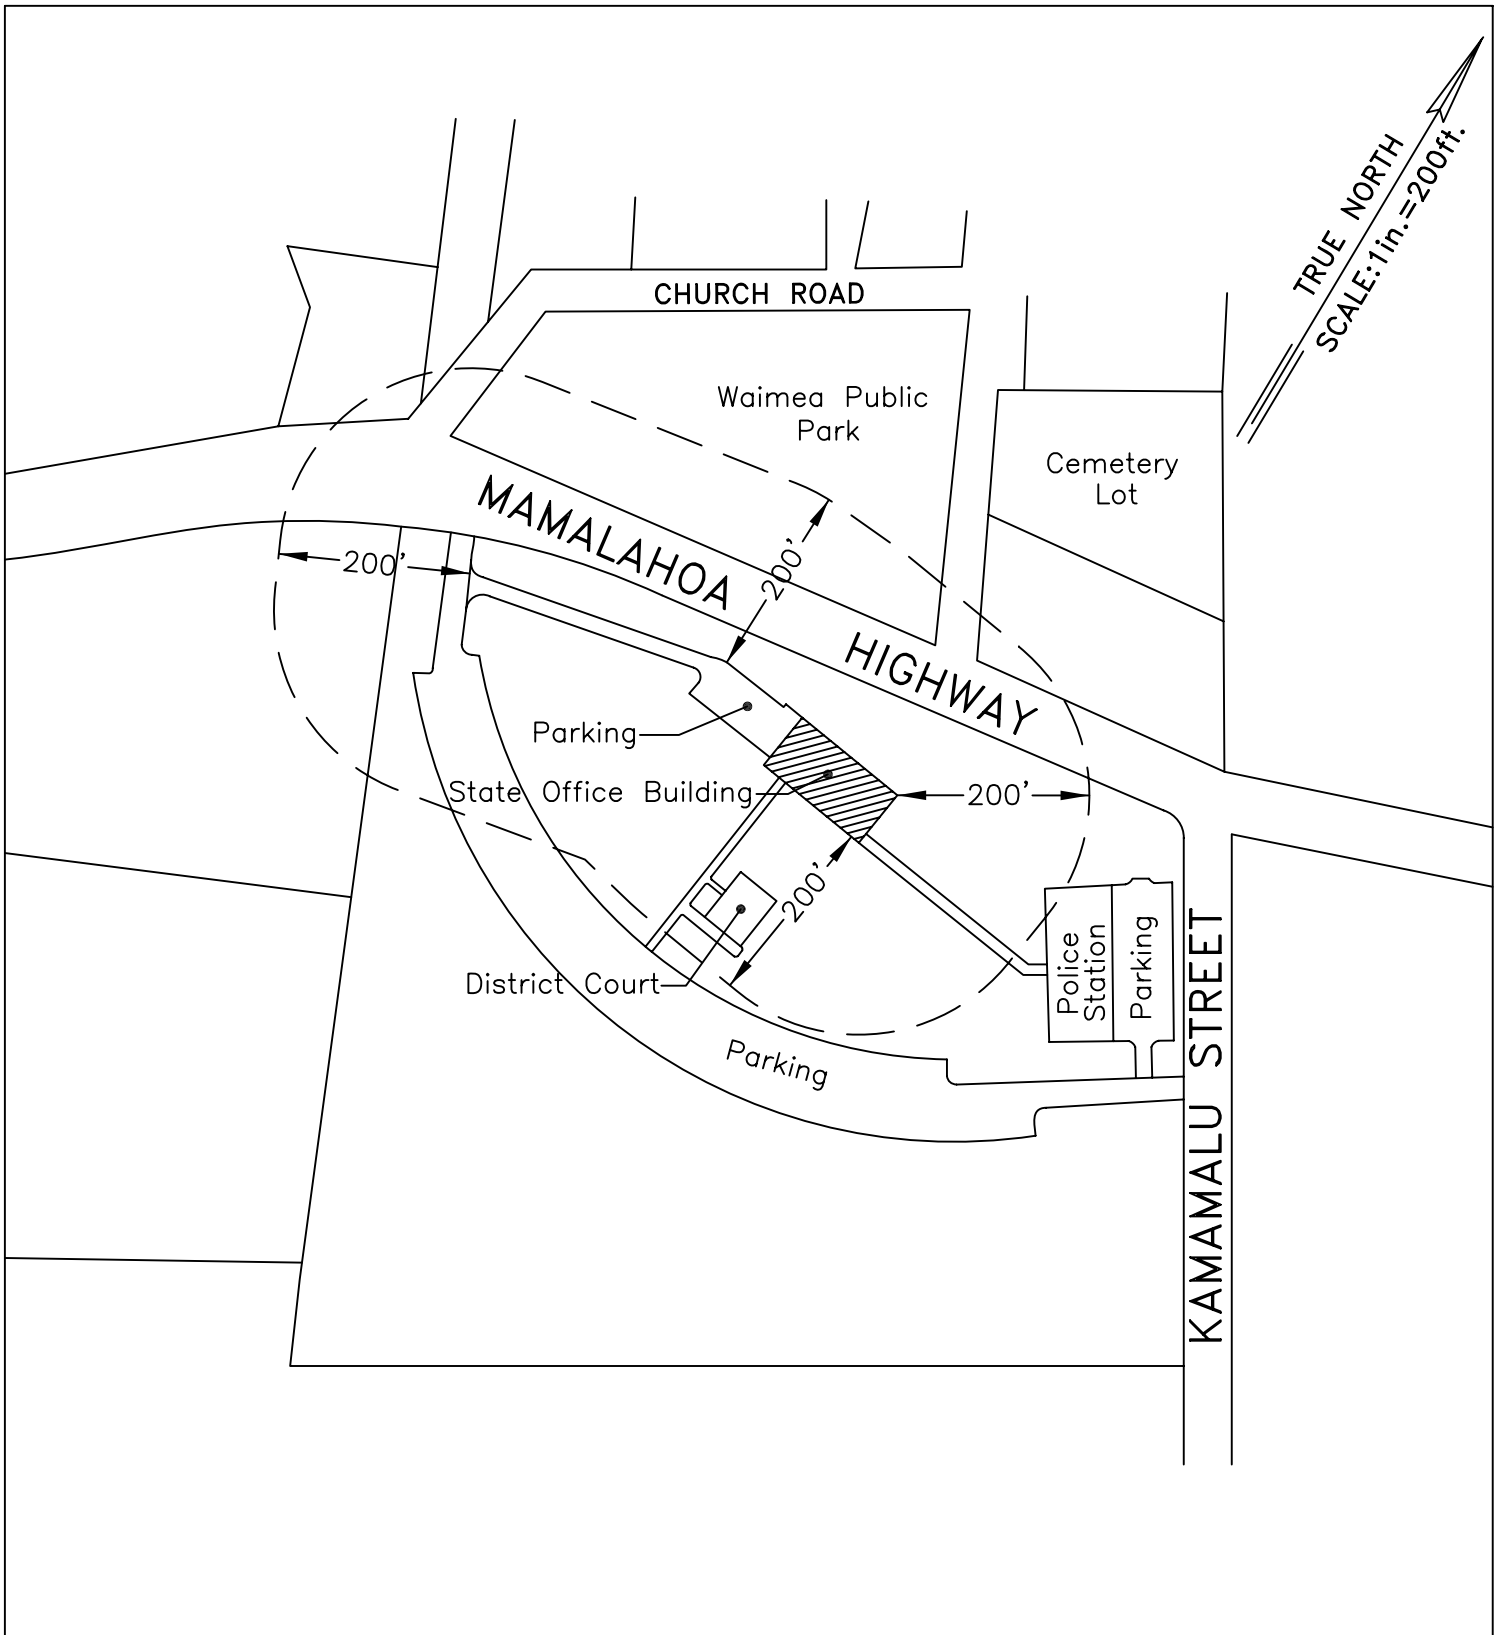 TRUE NORTH
SCALE:1in.=200ft.
CHURCH ROAD
Waimea Public
Park
Cemetery
Lot
MAMALAHOA HIGHWAY
200'
200'
Parking
State Office Building
200'
200'
District Court
Police
Station
Parking
Parking
KAMAMALU STREET